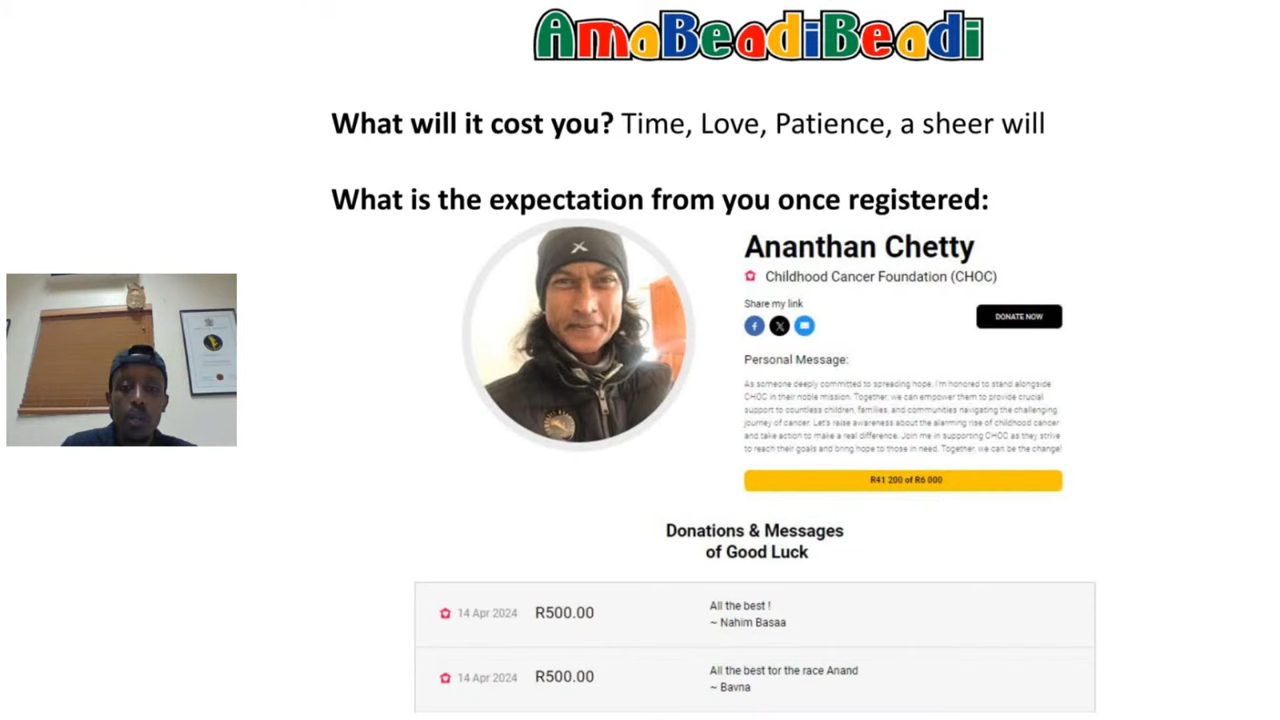 AmaBeadiBeadi
What will it cost you? Time, Love, Patience, a sheer will
What is the expectation from you once registered:
Ananthan Chetty
Childhood Cancer Foundation (CHOC)
Share my link
DONATE NOW
Personal Message:
As someone deeply committed to spreading hope, I'm honored to stand alongside
CHOC in their noble mission. Together, we can empower them to provide crucial
support to countless children, families, and communities navigating the challenging
journey of cancer. Let's raise awareness about the alarming rise of childhood cancer
and take action to make a real difference. Join me in supporting CHOC as they strive
to reach their goals and bring hope to those in need. Together, we can be the change!
R41 200 of R6 000
Donations & Messages
of Good Luck
14 Apr 2024 R500.00 All the best !
~ Nahim Basaa
14 Apr 2024 R500.00 All the best tor the race Anand
~ Bavna